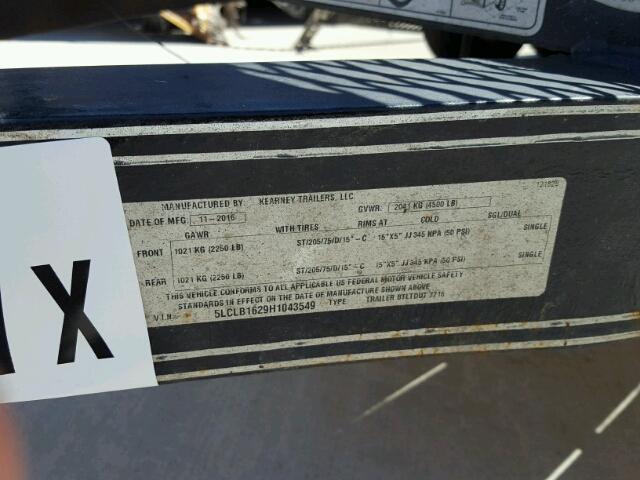 121825
MANUFACTURED BY KEARNEY TRAILERS, LLC
DATE OF MFG 11-2016 GVWR: 2041 KG (4500 LB)
GAWR WITH TIRES RIMS AT COLD SGL/DUAL
FRONT 1021 KG (2250 LB) ST/205/75/D/15" - C 15"X5" JJ 345 KPA (50 PSI) SINGLE
REAR 1021 KG (2250 LB) ST/205/75/D/15" - C 15"X5" JJ 345 KPA (50 PSI) SINGLE
THIS VEHICLE CONFORMS TO ALL APPLICABLE US FEDERAL MOTOR VEHICLE SAFETY
STANDARDS IN EFFECT ON THE DATE OF MANUFACTURE SHOWN ABOVE
V.I.N. 5LCLB1629H1043549 TYPE TRAILER
X